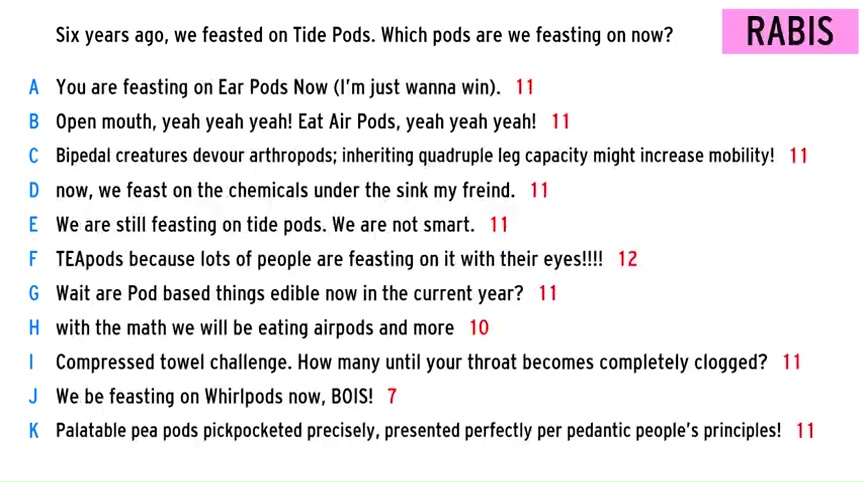 Six years ago, we feasted on Tide Pods. Which pods are we feasting on now?
RABIS
A You are feasting on Ear Pods Now (I'm just wanna win). 11
B Open mouth, yeah yeah yeah! Eat Air Pods, yeah yeah yeah! 11
C Bipedal creatures devour arthropods; inheriting quadruple leg capacity might increase mobility! 11
D now, we feast on the chemicals under the sink my freind. 11
E We are still feasting on tide pods. We are not smart. 11
F TEApods because lots of people are feasting on it with their eyes!!!! 12
G Wait are Pod based things edible now in the current year? 11
H with the math we will be eating airpods and more 10
I Compressed towel challenge. How many until your throat becomes completely clogged? 11
J We be feasting on Whirlpods now, BOIS! 7
K Palatable pea pods pickpocketed precisely, presented perfectly per pedantic people's principles! 11